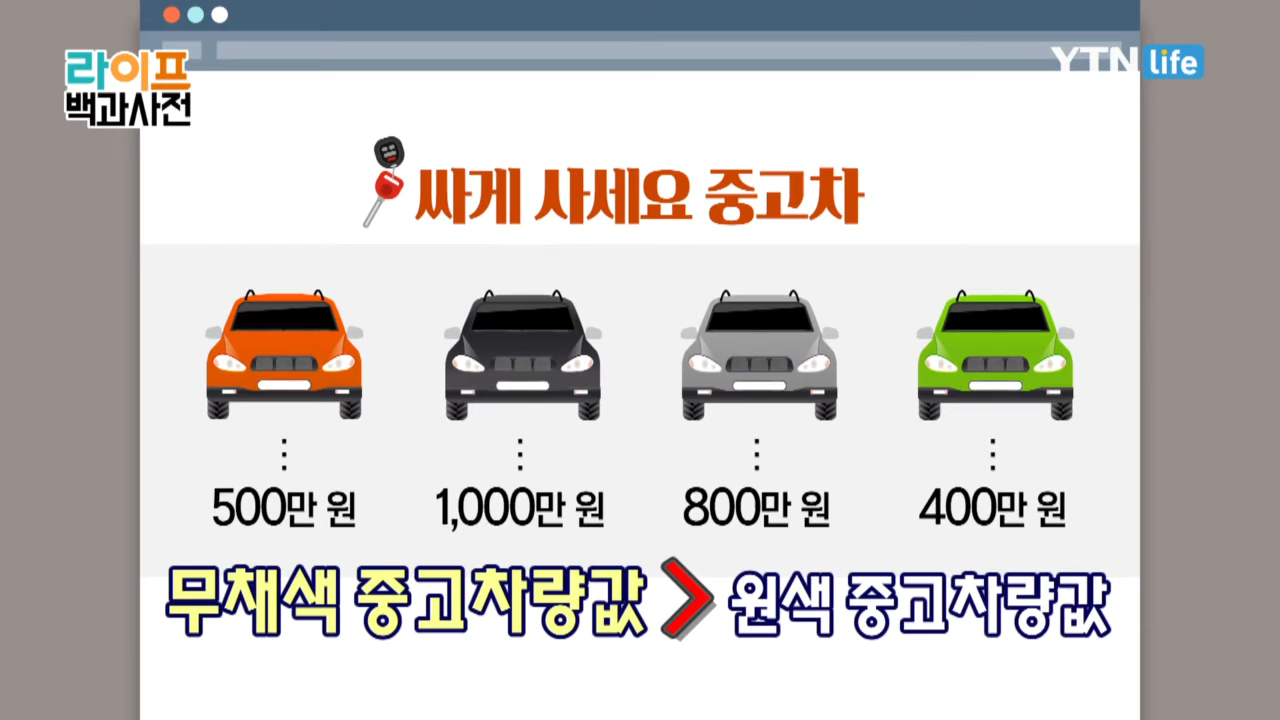 라이프
백과사전
YTN life
싸게 사세요 중고차
500만 원
1,000만 원
800만 원
400만 원
무채색 중고차량값 > 원색 중고차량값